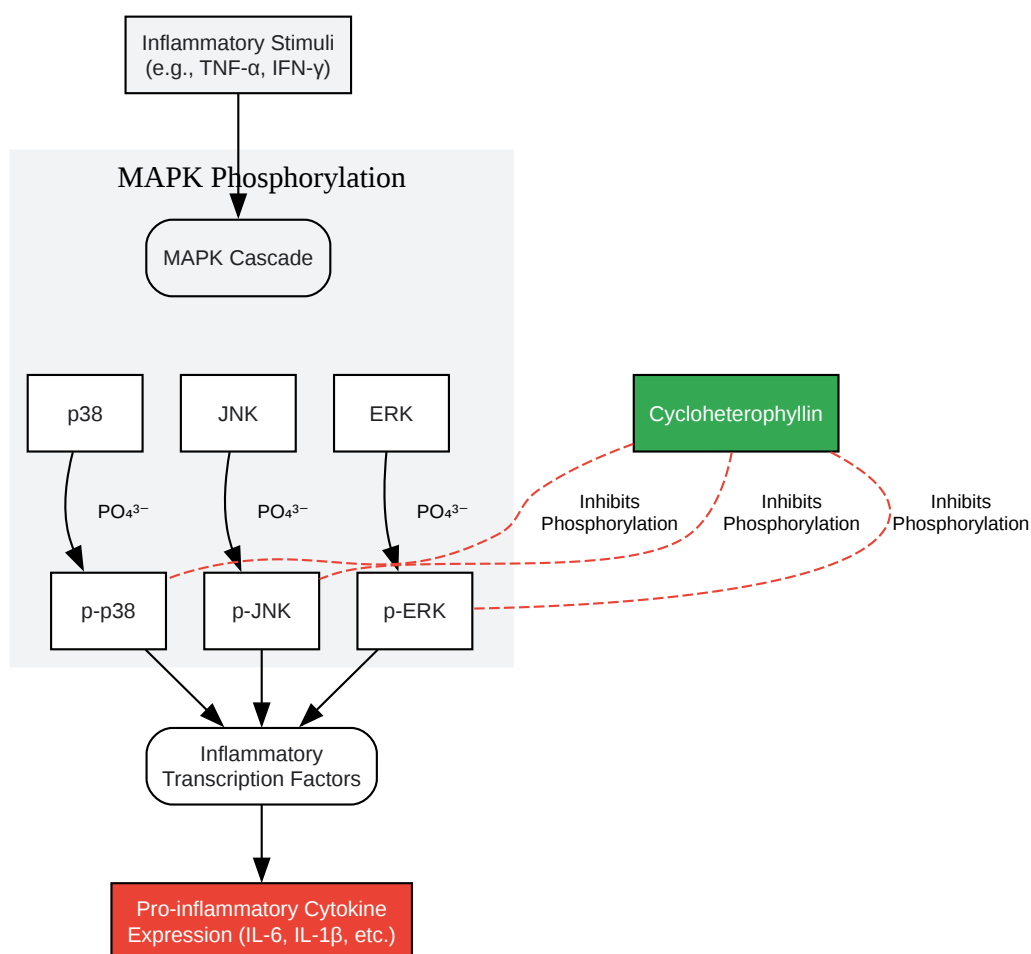 Inflammatory Stimuli
(e.g., TNF-α, IFN-γ)
MAPK Phosphorylation
MAPK Cascade
p38
JNK
ERK
Cycloheterophyllin
PO₄³⁻
PO₄³⁻
PO₄³⁻
Inhibits
Phosphorylation
Inhibits
Phosphorylation
Inhibits
Phosphorylation
p-p38
p-JNK
p-ERK
Inflammatory
Transcription Factors
Pro-inflammatory Cytokine
Expression (IL-6, IL-1β, etc.)